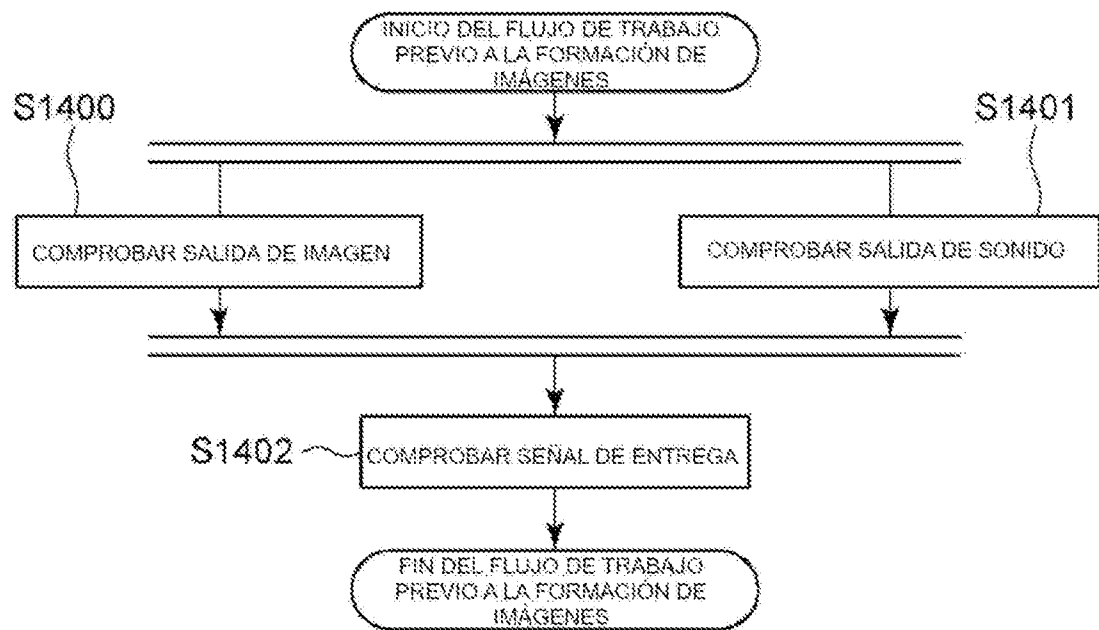 INICIO DEL FLUJO DE TRABAJO
PREVIO A LA FORMACIÓN DE
IMÁGENES
S1400
S1401
COMPROBAR SALIDA DE IMAGEN
COMPROBAR SALIDA DE SONIDO
S1402
COMPROBAR SEÑAL DE ENTREGA
FIN DEL FLUJO DE TRABAJO
PREVIO A LA FORMACIÓN DE
IMÁGENES